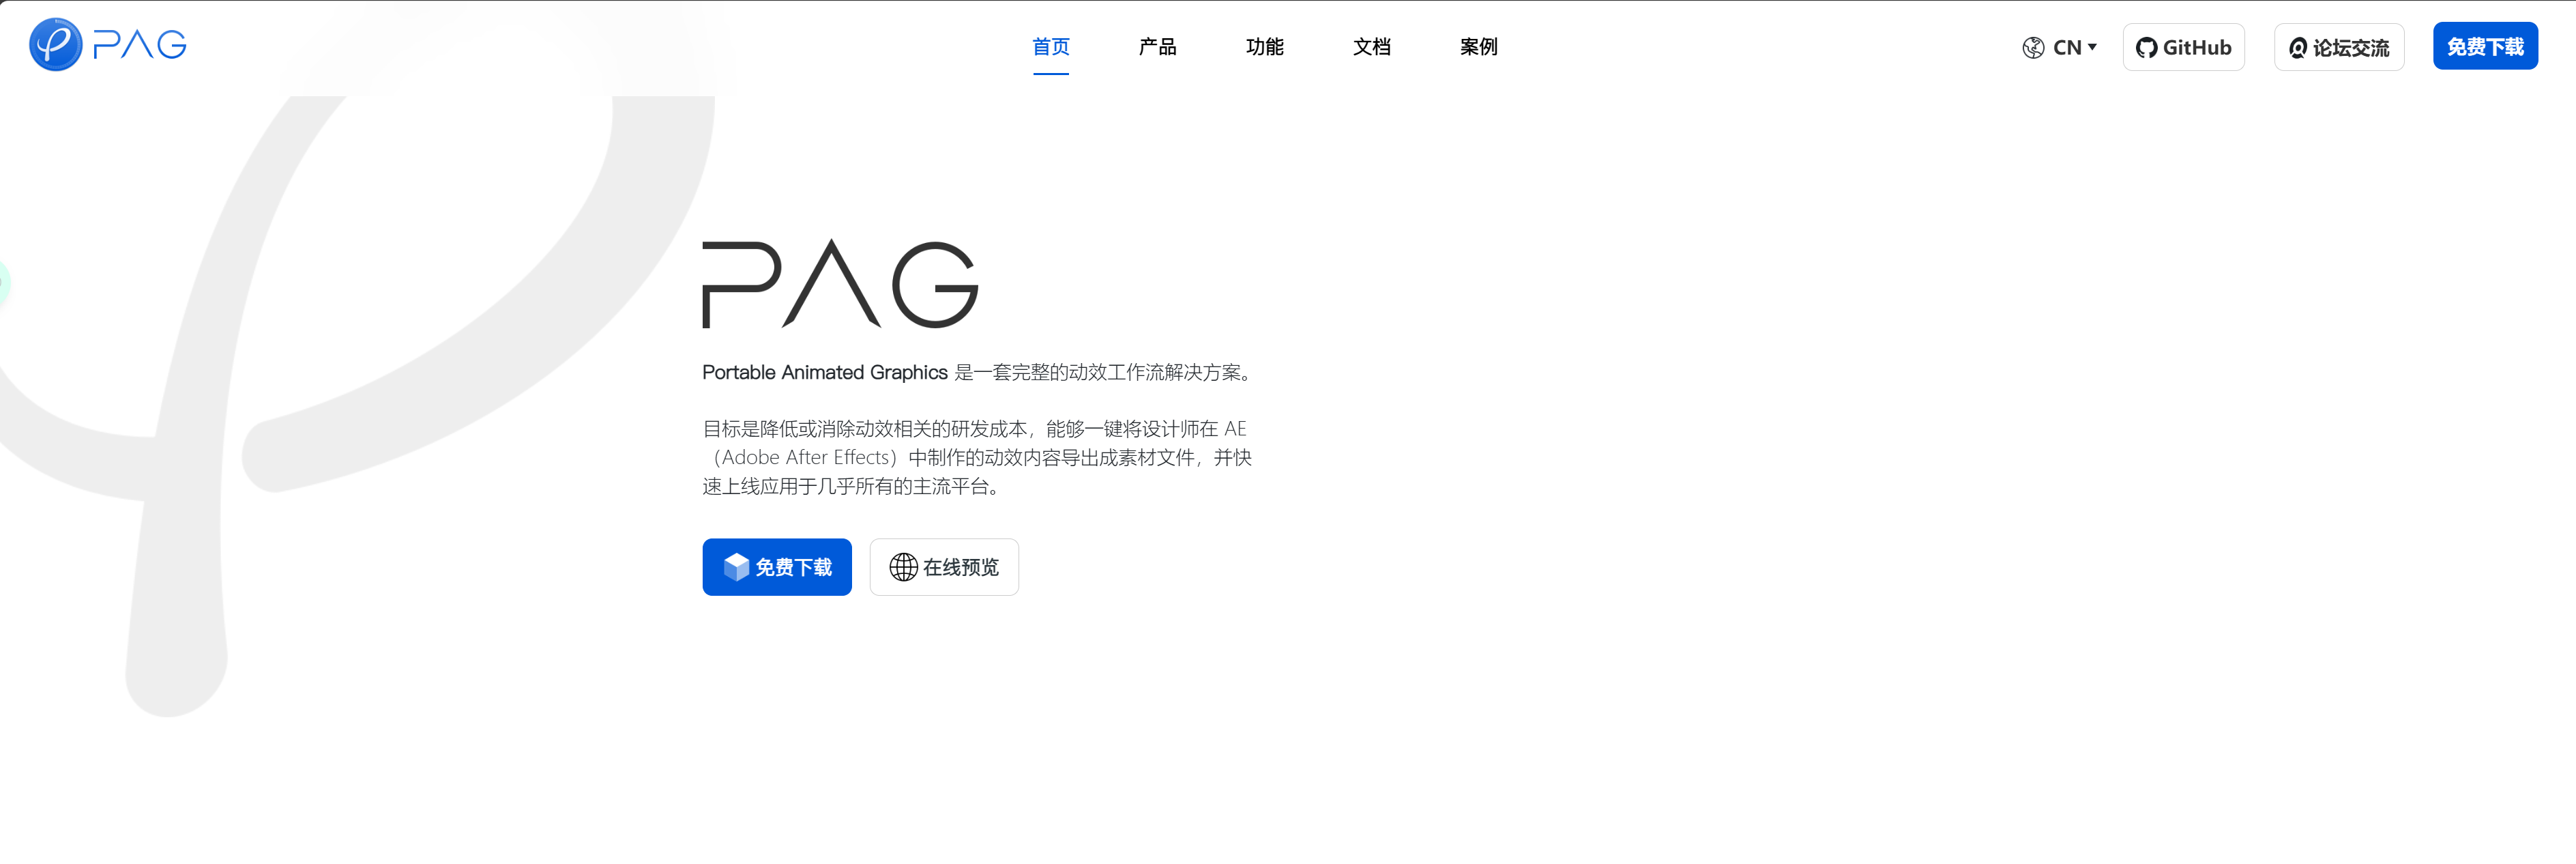 PAG
首页
产品
功能
文档
案例
CN
GitHub
论坛交流
免费下载
PAG
Portable Animated Graphics 是一套完整的动效工作流解决方案。
目标是降低或消除动效相关的研发成本，能够一键将设计师在 AE
（Adobe After Effects）中制作的动效内容导出成素材文件，并快
速上线应用于几乎所有的主流平台。
免费下载
在线预览